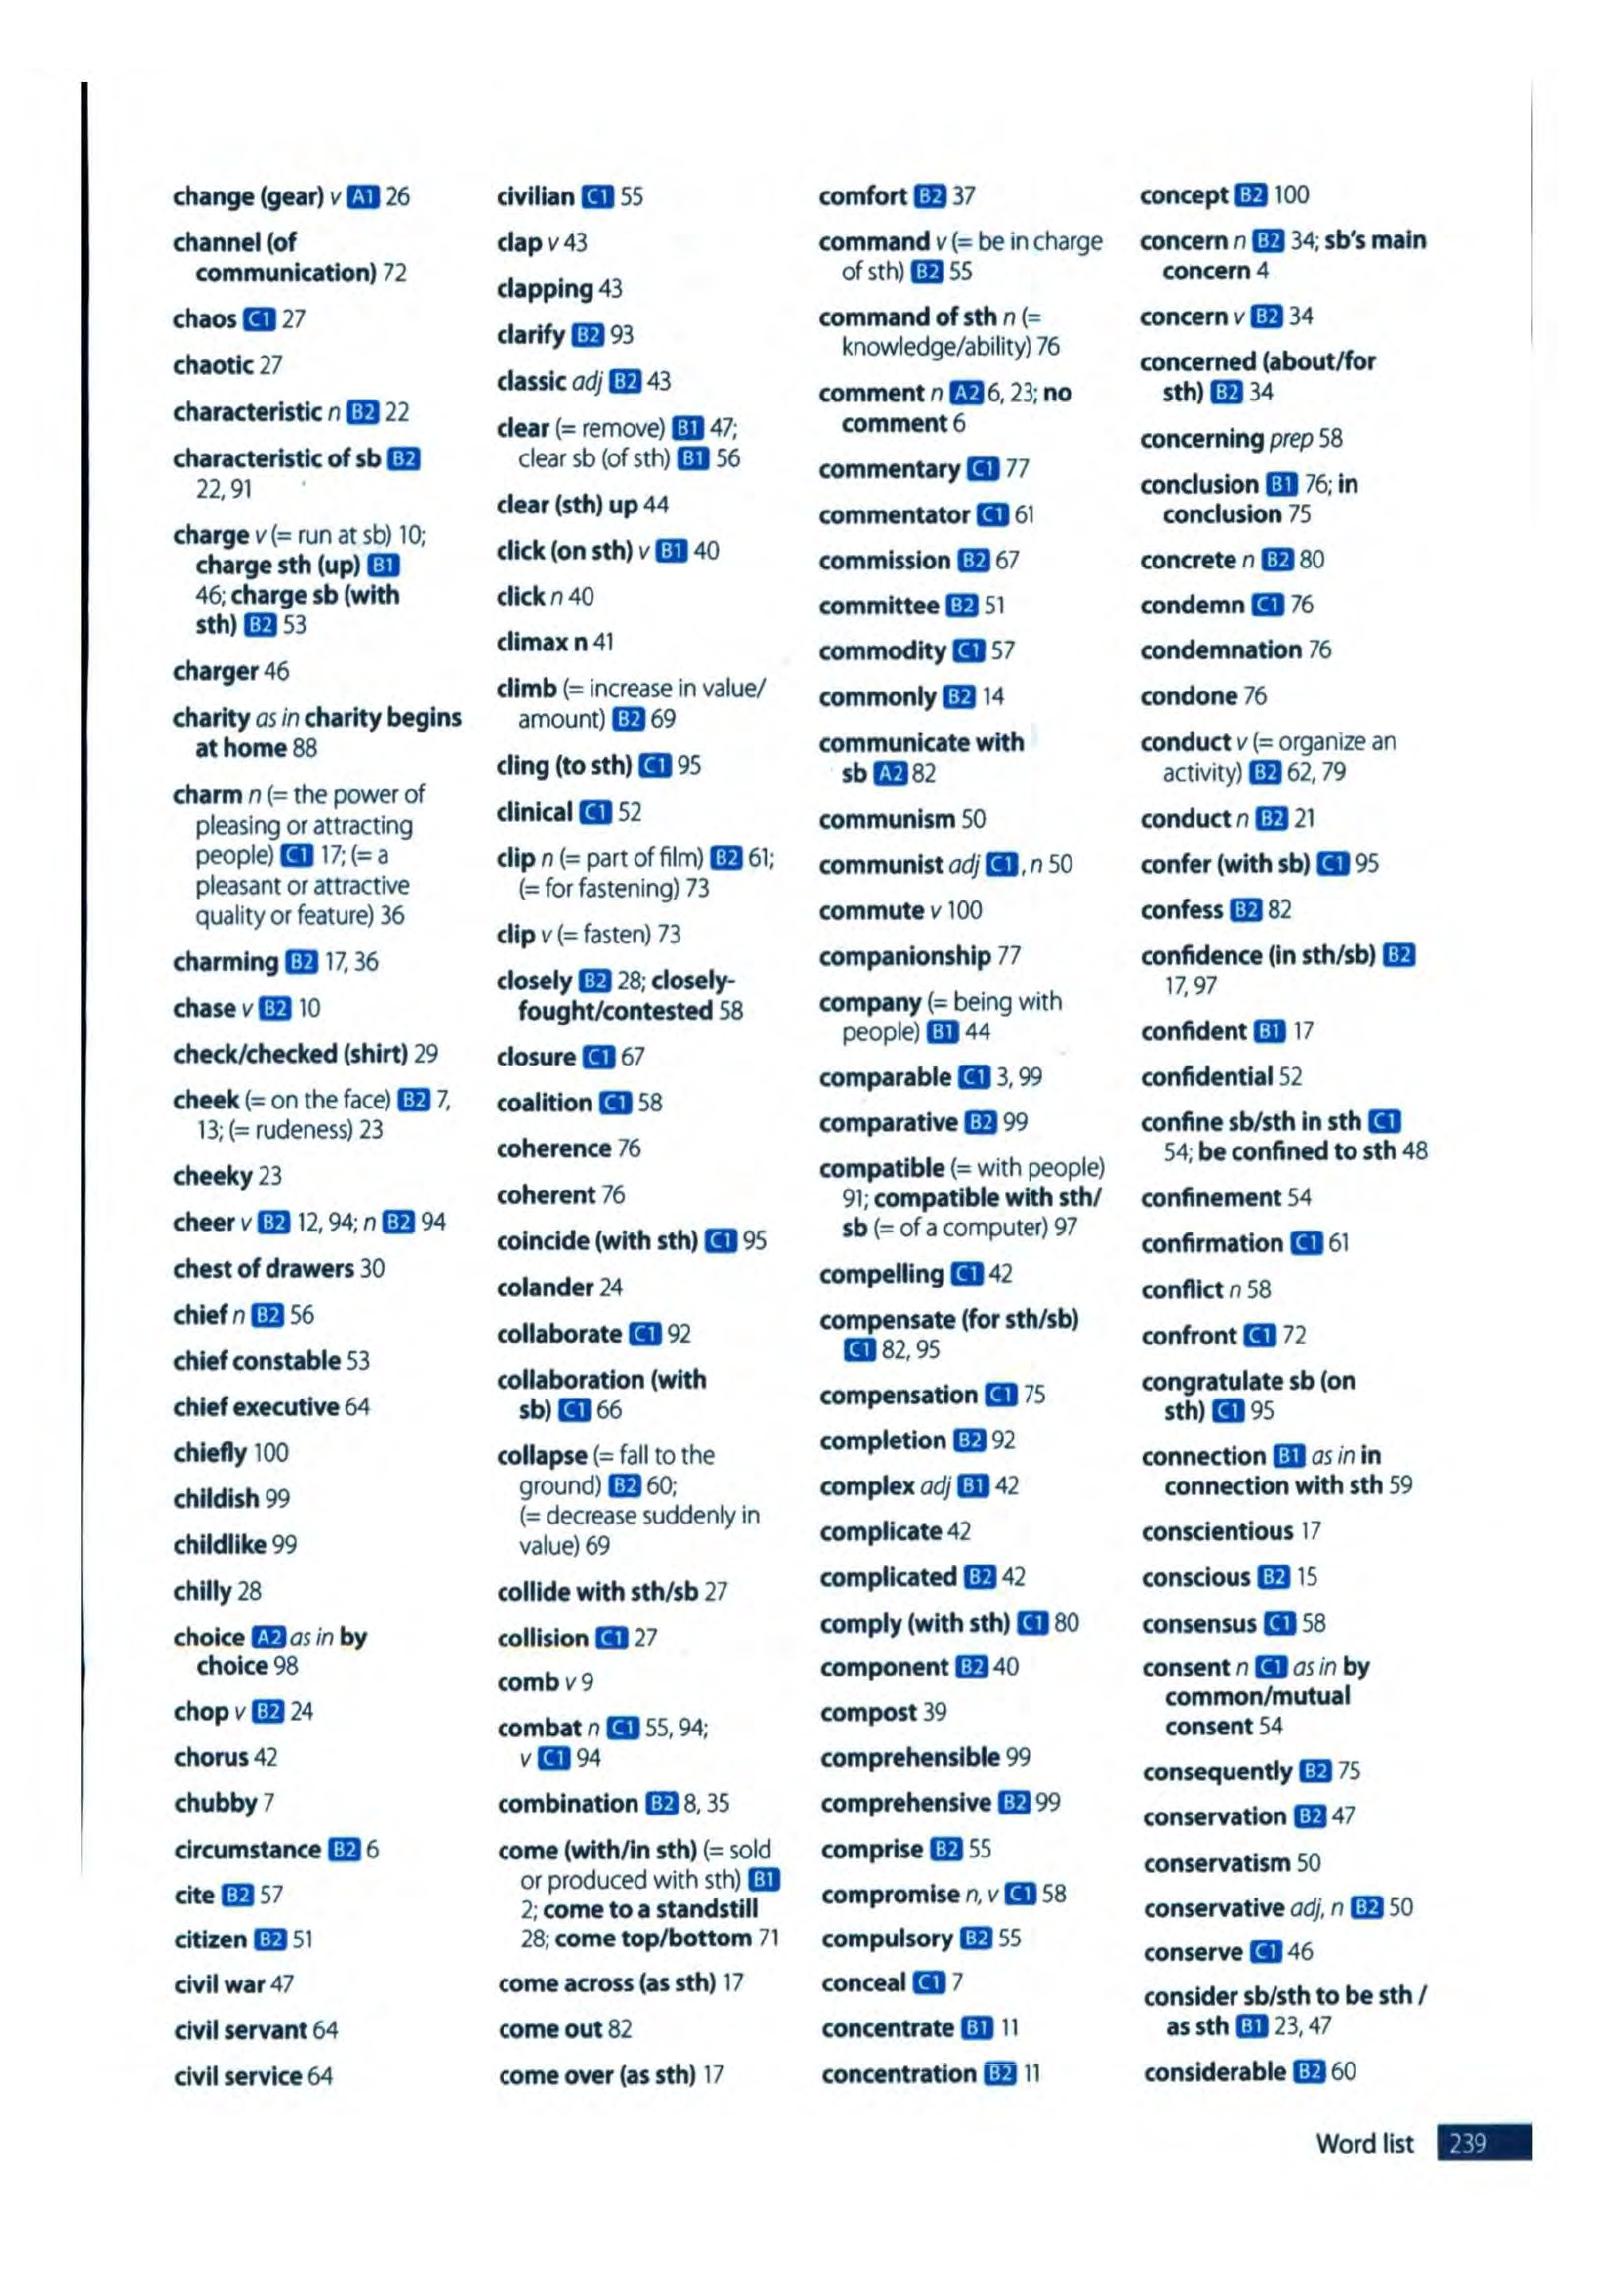 change (gear) v A1 26
channel (of
communication) 72
chaos C1 27
chaotic 27
characteristic n B2 22
characteristic of sb B2
22, 91
charge v (= run at sb) 10;
charge sth (up) B1
46; charge sb (with
sth) B2 53
charger 46
charity as in charity begins
at home 88
charm n (= the power of
pleasing or attracting
people) C1 17; (= a
pleasant or attractive
quality or feature) 36
charming B2 17, 36
chase v B2 10
check/checked (shirt) 29
cheek (= on the face) B2 7,
13; (= rudeness) 23
cheeky 23
cheer v B2 12, 94; n B2 94
chest of drawers 30
chief n B2 56
chief constable 53
chief executive 64
chiefly 100
childish 99
childlike 99
chilly 28
choice A2 as in by
choice 98
chop v B2 24
chorus 42
chubby 7
circumstance B2 6
cite B2 57
citizen B2 51
civil war 47
civil servant 64
civil service 64
civilian C1 55
clap v 43
clapping 43
clarify B2 93
classic adj B2 43
clear (= remove) B1 47;
clear sb (of sth) B1 56
clear (sth) up 44
click (on sth) v B1 40
click n 40
climax n 41
climb (= increase in value/
amount) B2 69
cling (to sth) C1 95
clinical C1 52
clip n (= part of film) B2 61;
(= for fastening) 73
clip v (= fasten) 73
closely B2 28; closely-
fought/contested 58
closure C1 67
coalition C1 58
coherence 76
coherent 76
coincide (with sth) C1 95
colander 24
collaborate C1 92
collaboration (with
sb) C1 66
collapse (= fall to the
ground) B2 60;
(= decrease suddenly in
value) 69
collide with sth/sb 27
collision C1 27
comb v 9
combat n C1 55, 94;
v C1 94
combination B2 8, 35
come (with/in sth) (= sold
or produced with sth) B1
2; come to a standstill
28; come top/bottom 71
come across (as sth) 17
come out 82
come over (as sth) 17
comfort B2 37
command v (= be in charge
of sth) B2 55
command of sth n (=
knowledge/ability) 76
comment n A2 6, 23; no
comment 6
commentary C1 77
commentator C1 61
commission B2 67
committee B2 51
commodity C1 57
commonly B2 14
communicate with
sb A2 82
communism 50
communist adj C1, n 50
commute v 100
companionship 77
company (= being with
people) B1 44
comparable C1 3, 99
comparative B2 99
compatible (= with people)
91; compatible with sth/
sb (= of a computer) 97
compelling C1 42
compensate (for sth/sb)
C1 82, 95
compensation C1 75
completion B2 92
complex adj B1 42
complicate 42
complicated B2 42
comply (with sth) C1 80
component B2 40
compost 39
comprehensible 99
comprehensive B2 99
comprise B2 55
compromise n, v C1 58
compulsory B2 55
conceal C1 7
concentrate B1 11
concentration B2 11
concept B2 100
concern n B2 34; sb's main
concern 4
concern v B2 34
concerned (about/for
sth) B2 34
concerning prep 58
conclusion B1 76; in
conclusion 75
concrete n B2 80
condemn C1 76
condemnation 76
condone 76
conduct v (= organize an
activity) B2 62, 79
conduct n B2 21
confer (with sb) C1 95
confess B2 82
confidence (in sth/sb) B2
17, 97
confident B1 17
confidential 52
confine sb/sth in sth C1
54; be confined to sth 48
confinement 54
confirmation C1 61
conflict n 58
confront C1 72
congratulate sb (on
sth) C1 95
connection B1 as in in
connection with sth 59
conscientious 17
conscious B2 15
consensus C1 58
consent n C1 as in by
common/mutual
consent 54
consequently B2 75
conservation B2 47
conservatism 50
conservative adj, n B2 50
conserve C1 46
consider sb/sth to be sth /
as sth B1 23, 47
considerable B2 60
Word list 239